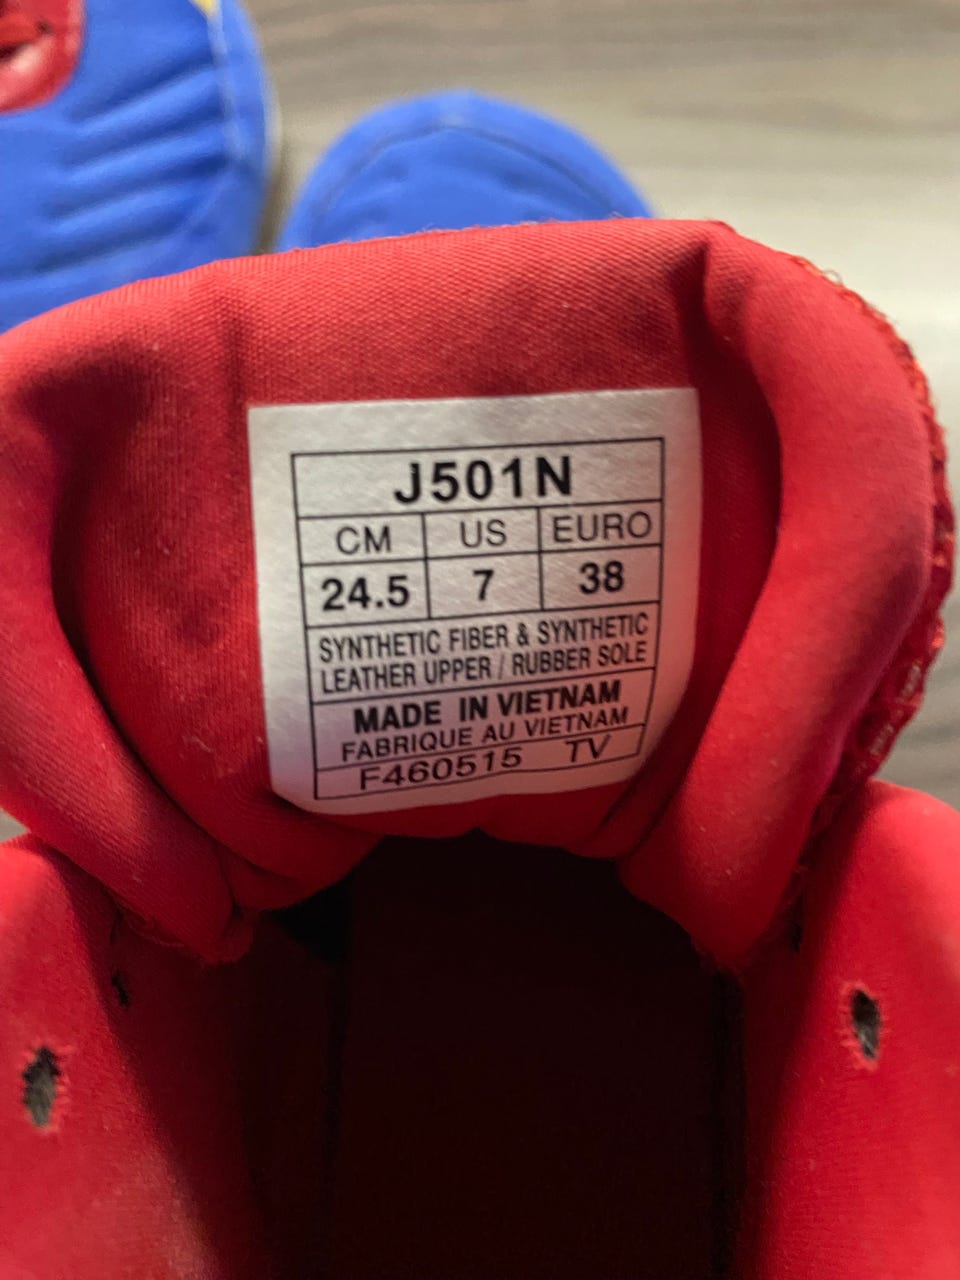 J501N
CM US EURO
24.5 7 38
SYNTHETIC FIBER & SYNTHETIC
LEATHER UPPER / RUBBER SOLE
MADE IN VIETNAM
FABRIQUE AU VIETNAM
F460515 TV